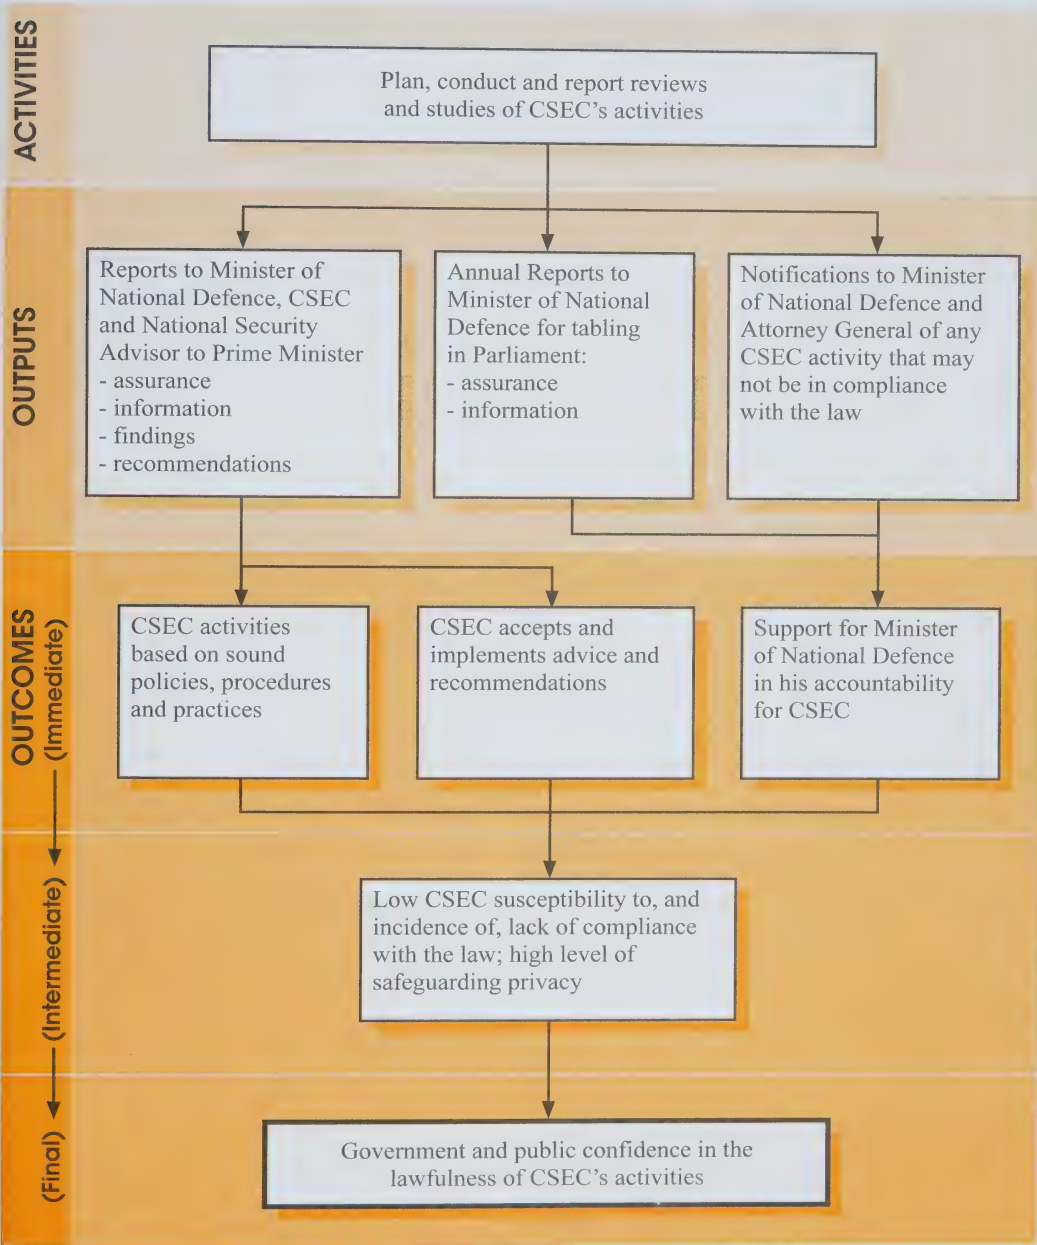 ACTIVITIES
Plan, conduct and report reviews
and studies of CSEC's activities
OUTPUTS
Reports to Minister of
National Defence, CSEC
and National Security
Advisor to Prime Minister
- assurance
- information
- findings
- recommendations
Annual Reports to
Minister of National
Defence for tabling
in Parliament:
- assurance
- information
Notifications to Minister
of National Defence and
Attorney General of any
CSEC activity that may
not be in compliance
with the law
OUTCOMES
(Immediate)
CSEC activities
based on sound
policies, procedures
and practices
CSEC accepts and
implements advice and
recommendations
Support for Minister
of National Defence
in his accountability
for CSEC
(Intermediate)
Low CSEC susceptibility to, and
incidence of, lack of compliance
with the law; high level of
safeguarding privacy
(Final)
Government and public confidence in the
lawfulness of CSEC's activities